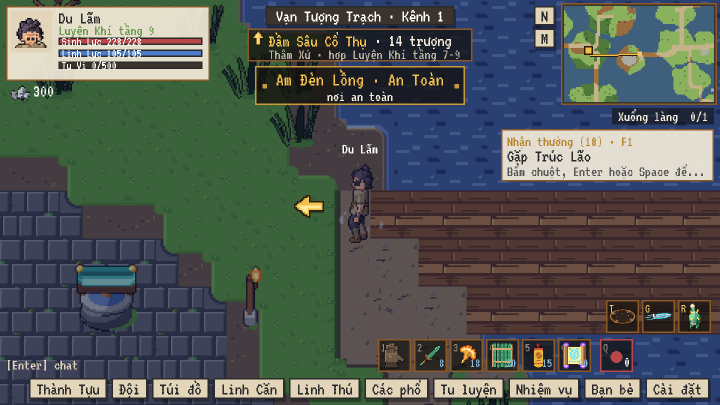 Du Lãm
Luyện Khí tầng 9
Sinh Lực 228/228
Linh Lực 105/105
Tu Vi 0/500
300
Vạn Tượng Trạch · Kênh 1
Đầm Sâu Cổ Thụ · 14 trượng
Thâm Xứ · hợp Luyện Khí tầng 7-9
Am Đèn Lồng · An Toàn
nơi an toàn
N
M
Xuống làng 0/1
Nhàn thưởng (10) · F1
Gặp Trúc Lão
Bấm chuột, Enter hoặc Space để...
Du Lãm
T
G
R
1
2
8
3
18
5
15
Q
0
[Enter] chat
Thành Tựu
Đội
Túi đồ
Linh Căn
Linh Thú
Các phổ
Tu luyện
Nhiệm vụ
Bạn bè
Cài đặt